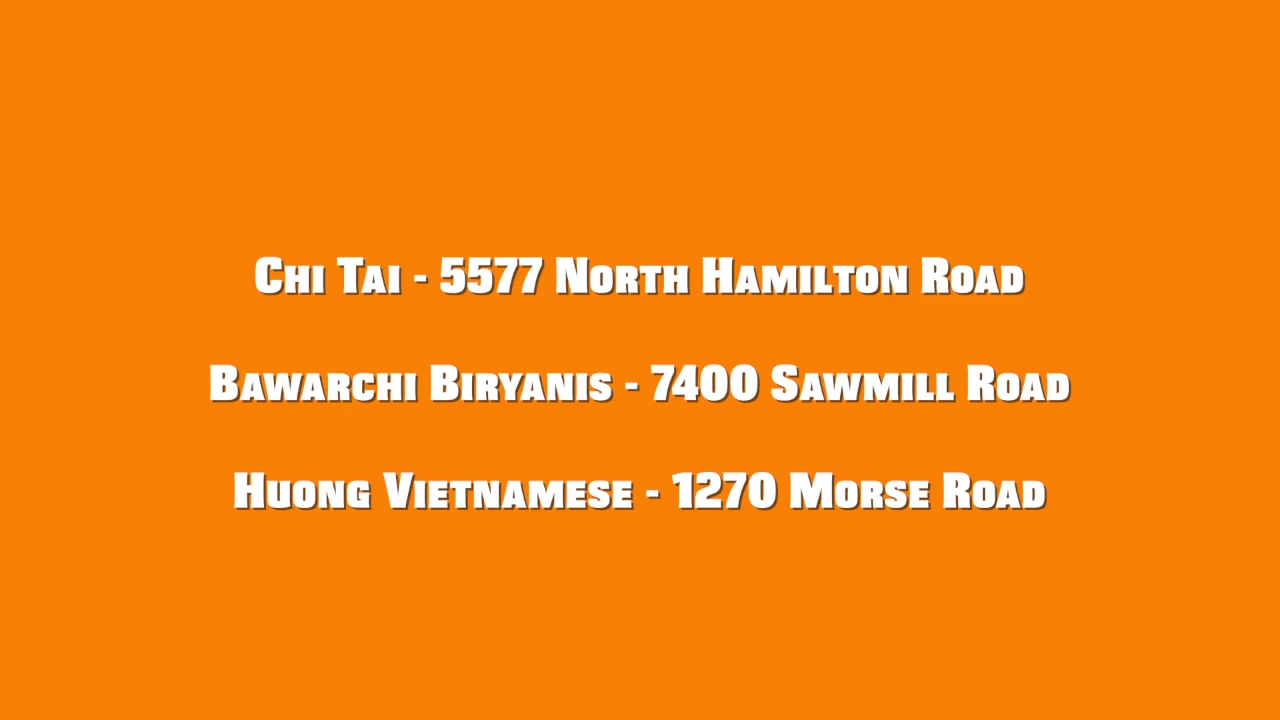 Chi Tai - 5577 North Hamilton Road
Bawarchi Biryanis - 7400 Sawmill Road
Huong Vietnamese - 1270 Morse Road